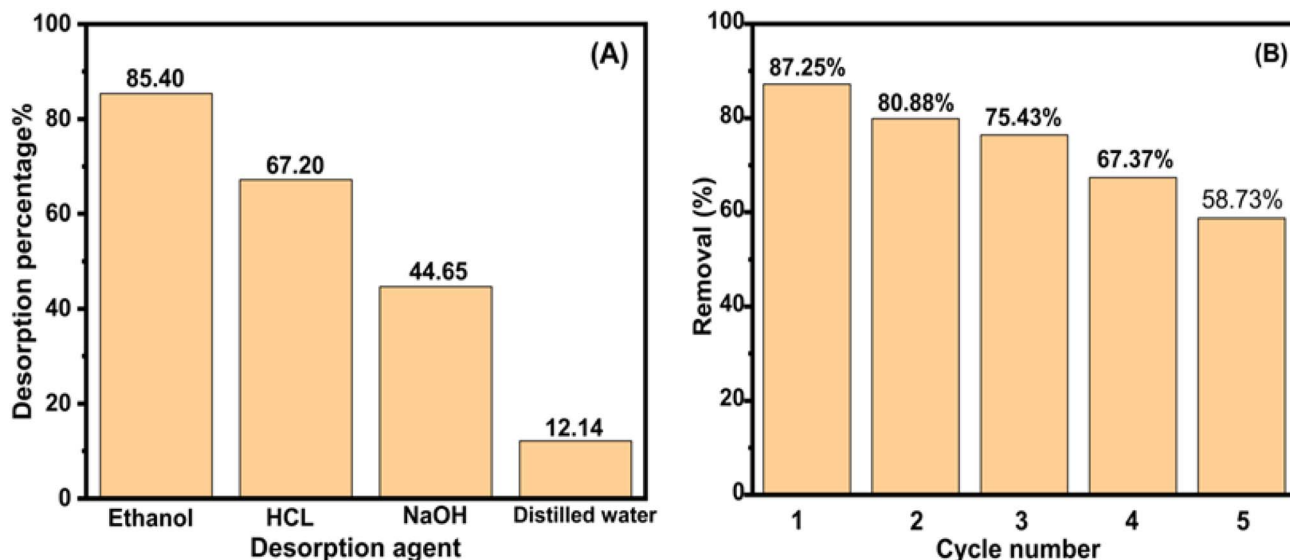 (A)
Desorption percentage%
100
80
60
40
20
0
85.40
67.20
44.65
12.14
Ethanol
HCL
NaOH
Distilled water
Desorption agent
(B)
Removal (%)
100
80
60
40
20
0
87.25%
80.88%
75.43%
67.37%
58.73%
1
2
3
4
5
Cycle number